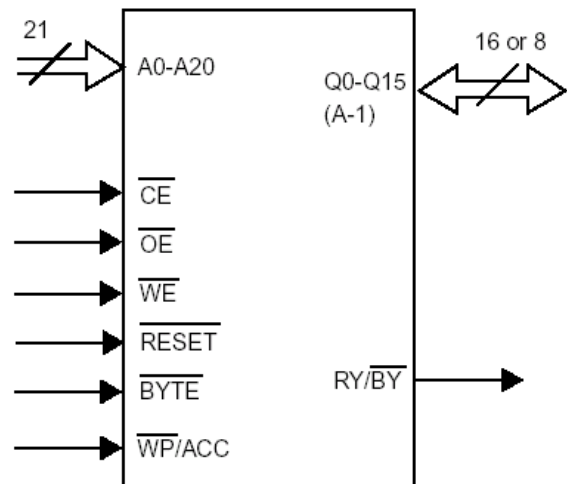 21
A0-A20
16 or 8
Q0-Q15
(A-1)
CE
OE
WE
RESET
BYTE
RY/BY
WP/ACC